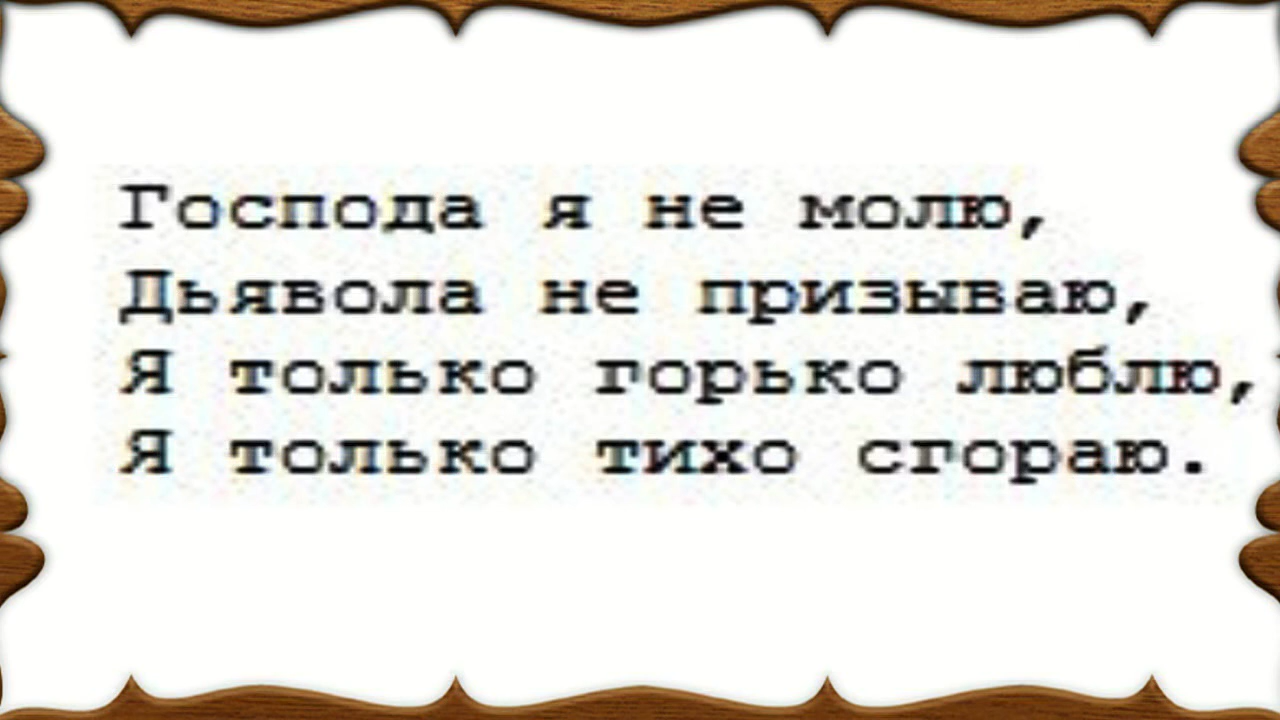 Господа я не молю,
Дьявола не призываю,
Я только горько люблю,
Я только тихо сгораю.